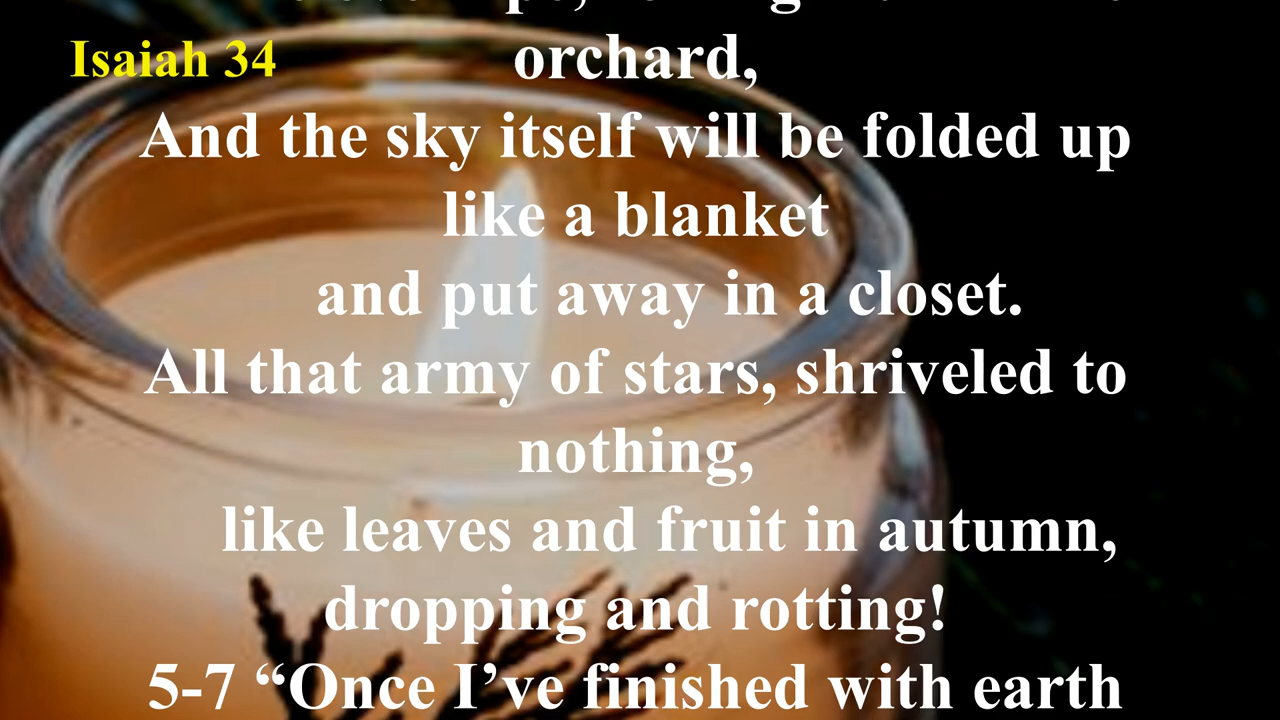 Isaiah 34
orchard,
And the sky itself will be folded up
like a blanket
and put away in a closet.
All that army of stars, shriveled to
nothing,
like leaves and fruit in autumn,
dropping and rotting!
5-7 “Once I’ve finished with earth